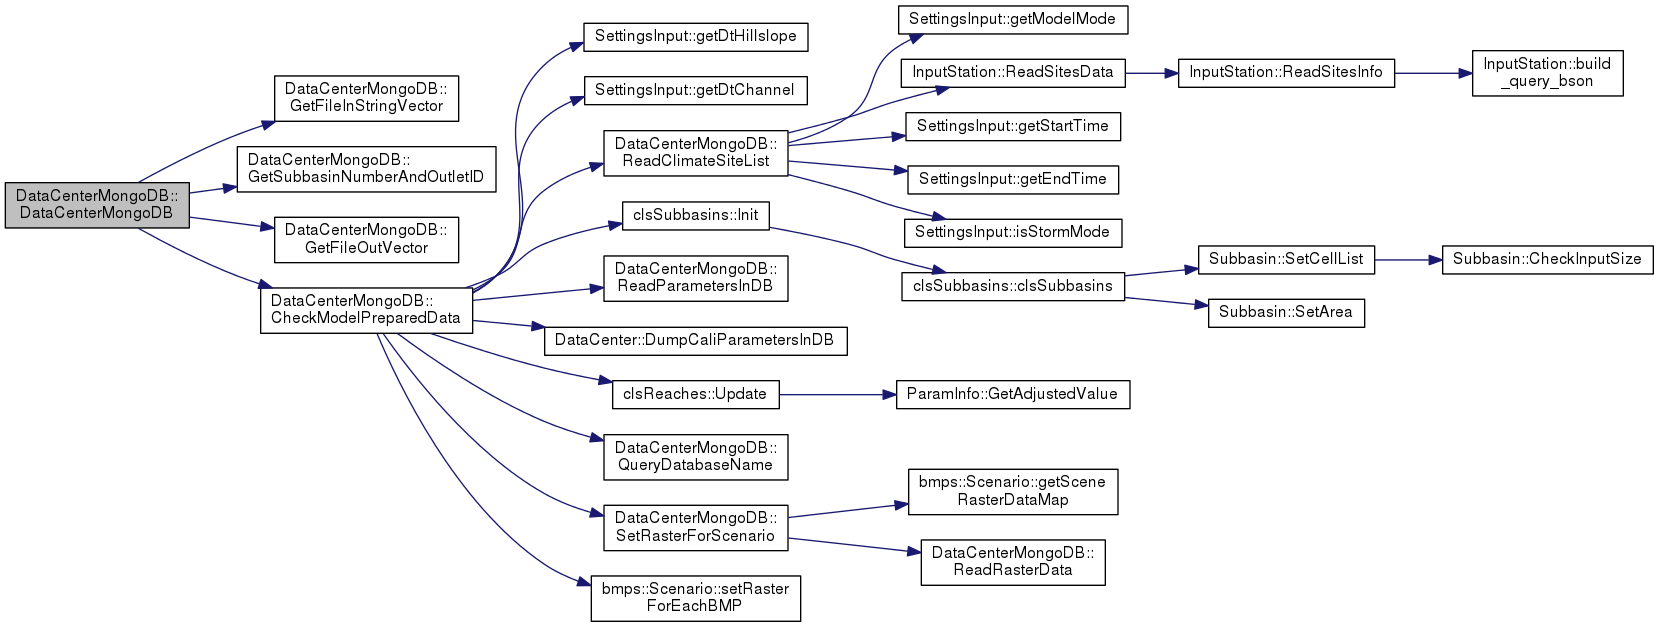 DataCenterMongoDB::
DataCenterMongoDB
DataCenterMongoDB::
GetFileInStringVector
DataCenterMongoDB::
GetSubbasinNumberAndOutletID
DataCenterMongoDB::
GetFileOutVector
DataCenterMongoDB::
CheckModelPreparedData
SettingsInput::getDtHillslope
SettingsInput::getDtChannel
DataCenterMongoDB::
ReadClimateSiteList
clsSubbasins::Init
DataCenterMongoDB::
ReadParametersInDB
DataCenter::DumpCaliParametersInDB
clsReaches::Update
DataCenterMongoDB::
QueryDatabaseName
DataCenterMongoDB::
SetRasterForScenario
bmps::Scenario::setRaster
ForEachBMP
SettingsInput::getModelMode
InputStation::ReadSitesData
SettingsInput::getStartTime
SettingsInput::getEndTime
SettingsInput::isStormMode
clsSubbasins::clsSubbasins
ParamInfo::GetAdjustedValue
bmps::Scenario::getScene
RasterDataMap
DataCenterMongoDB::
ReadRasterData
InputStation::ReadSitesInfo
Subbasin::SetCellList
Subbasin::SetArea
InputStation::build
_query_bson
Subbasin::CheckInputSize